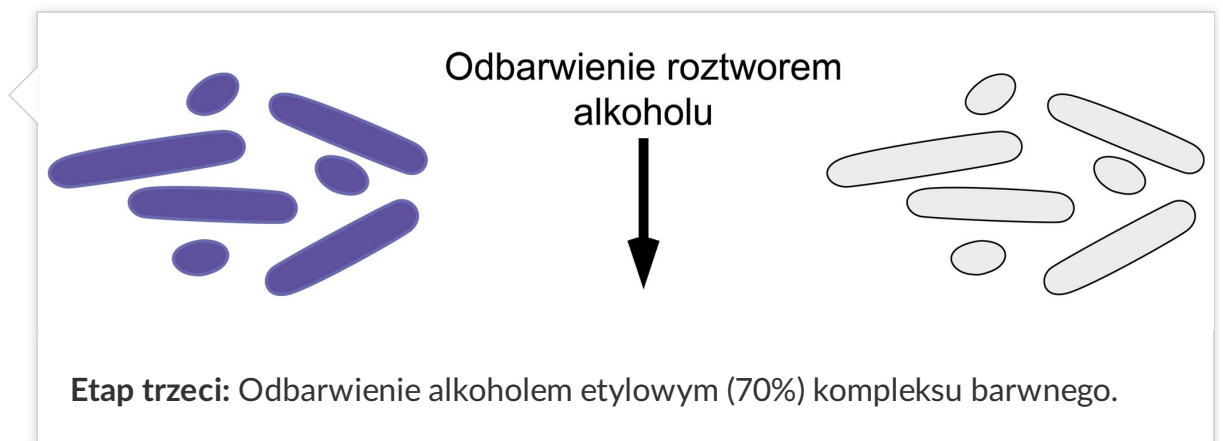 Odbarwienie roztworem
alkoholu
Etap trzeci: Odbarwienie alkoholem etylowym (70%) kompleksu barwnego.